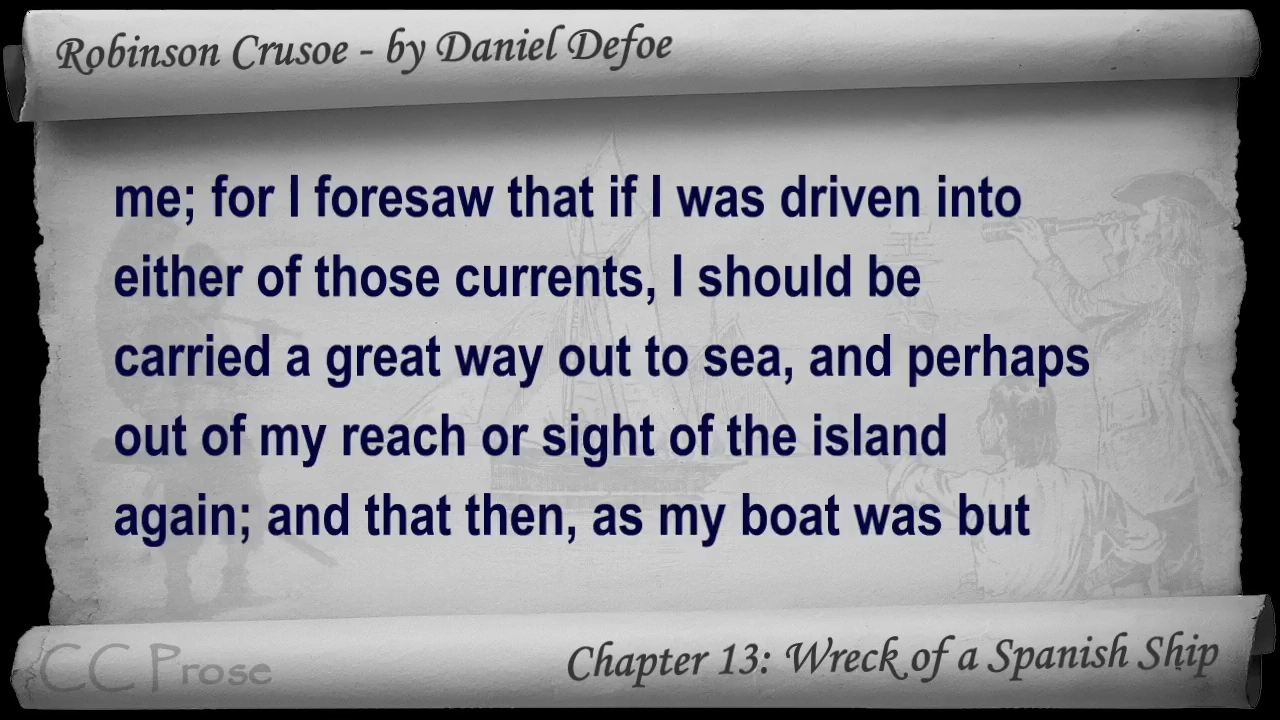 Robinson Crusoe - by Daniel Defoe
me; for I foresaw that if I was driven into
either of those currents, I should be
carried a great way out to sea, and perhaps
out of my reach or sight of the island
again; and that then, as my boat was but
CC Prose
Chapter 13: Wreck of a Spanish Ship